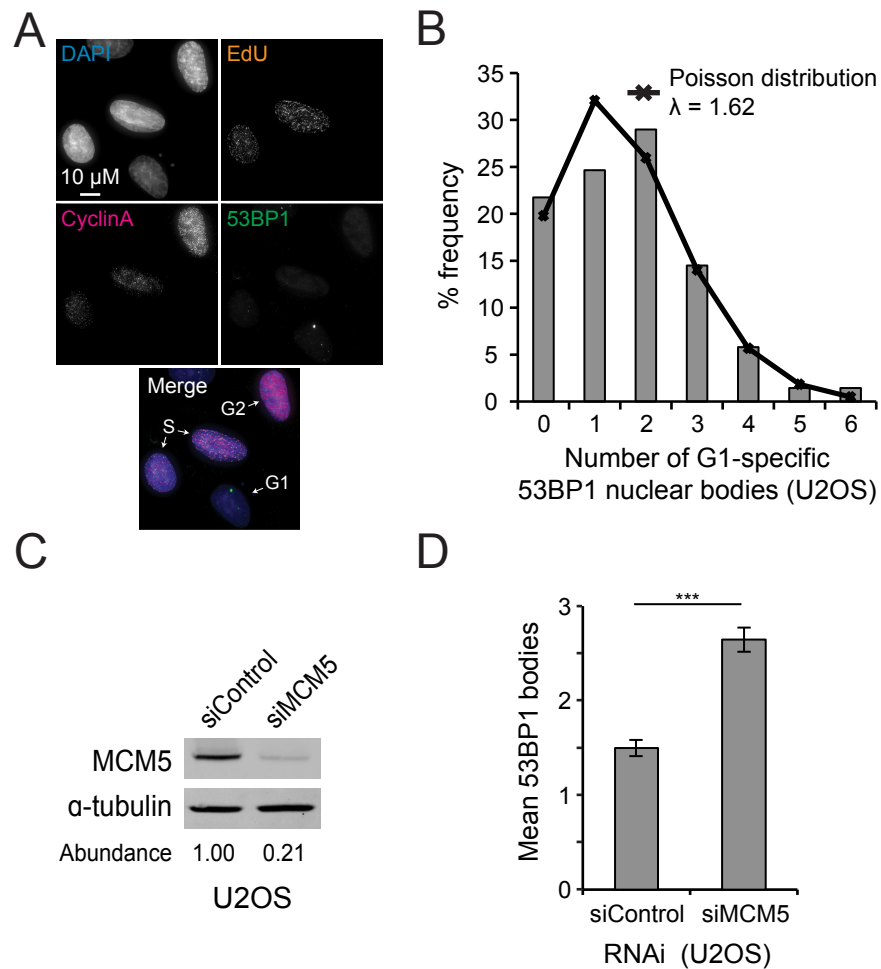 A
DAPI
EdU
10 µM
CyclinA
53BP1
Merge
G2
S
G1
B
35
30
25
20
15
10
5
0
% frequency
Poisson distribution
λ = 1.62
0 1 2 3 4 5 6
Number of G1-specific
53BP1 nuclear bodies (U2OS)
C
siControl
siMCM5
MCM5
α-tubulin
Abundance 1.00 0.21
U2OS
D
***
3
2
1
0
Mean 53BP1 bodies
siControl siMCM5
RNAi (U2OS)